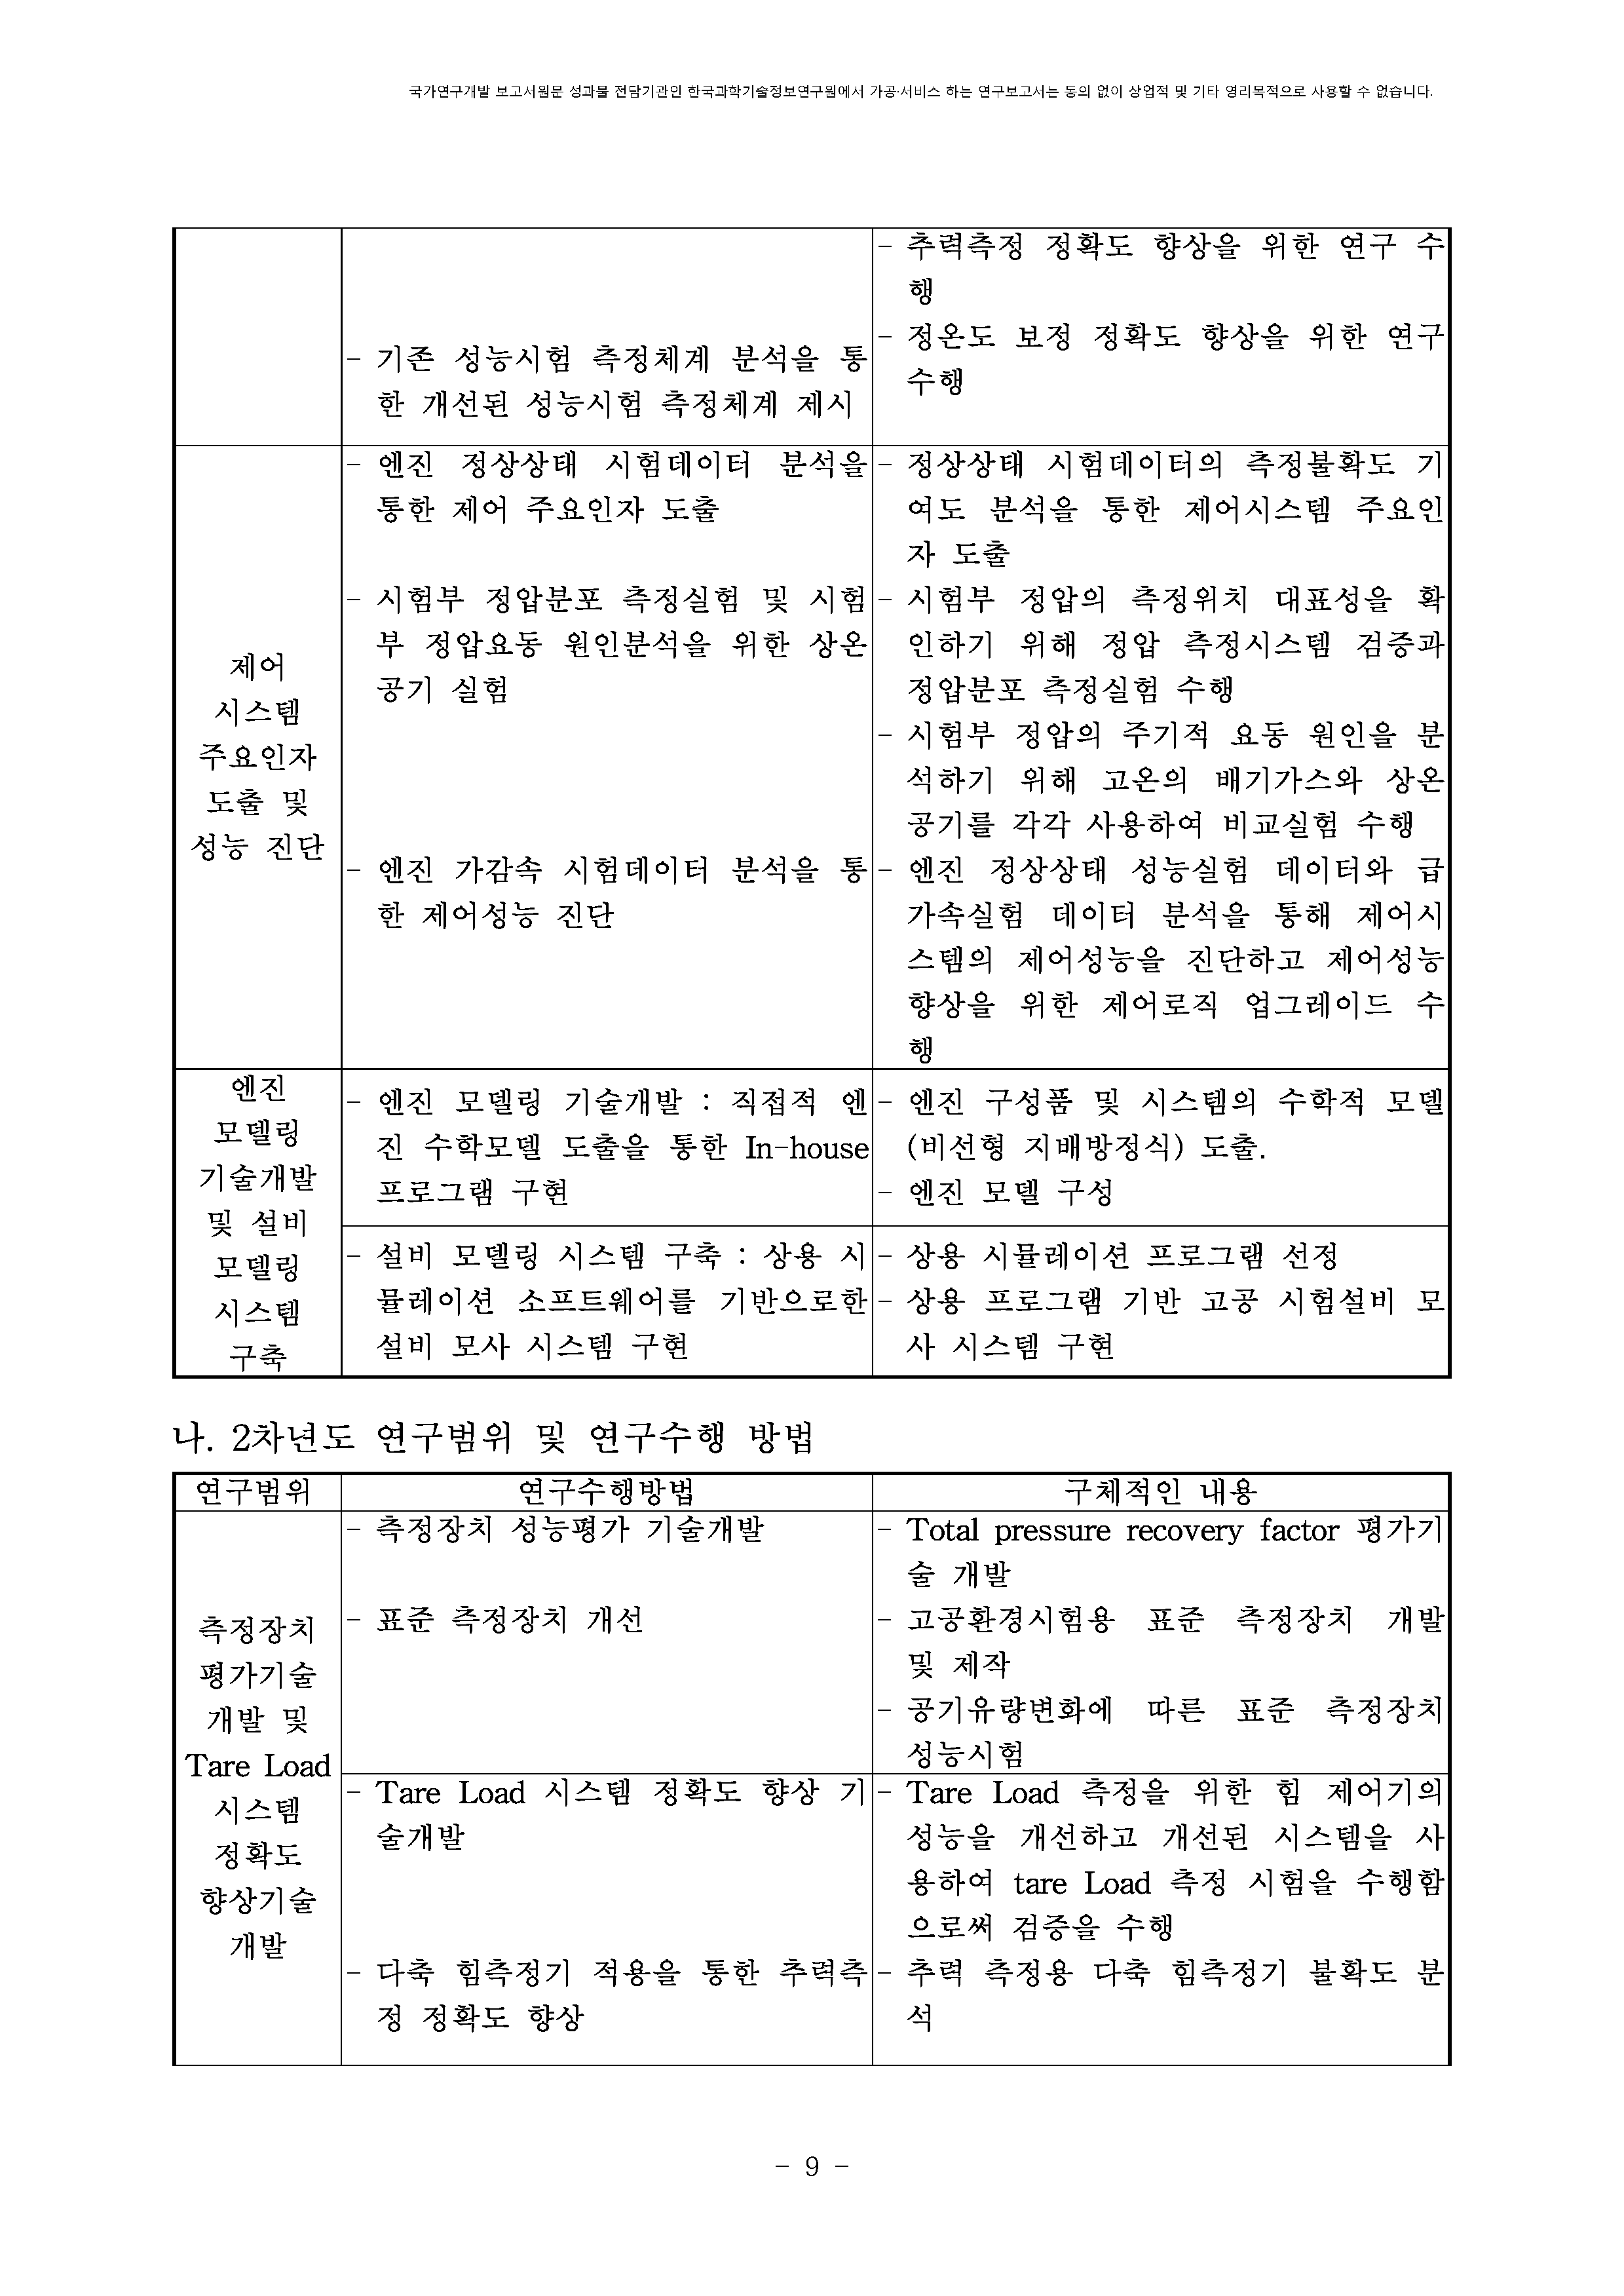 국가연구개발 보고서원문 성과물 전담기관인 한국과학기술정보연구원에서 가공·서비스 하는 연구보고서는 동의 없이 상업적 및 기타 영리목적으로 사용할 수 없습니다.
- 기존 성능시험 측정체계 분석을 통
한 개선된 성능시험 측정체계 제시
- 추력측정 정확도 향상을 위한 연구 수
행
- 정온도 보정 정확도 향상을 위한 연구
수행
제어
시스템
주요인자
도출 및
성능 진단
- 엔진 정상상태 시험데이터 분석을
통한 제어 주요인자 도출
- 시험부 정압분포 측정실험 및 시험
부 정압요동 원인분석을 위한 상온
공기 실험
- 엔진 가감속 시험데이터 분석을 통
한 제어성능 진단
- 정상상태 시험데이터의 측정불확도 기
여도 분석을 통한 제어시스템 주요인
자 도출
- 시험부 정압의 측정위치 대표성을 확
인하기 위해 정압 측정시스템 검증과
정압분포 측정실험 수행
- 시험부 정압의 주기적 요동 원인을 분
석하기 위해 고온의 배기가스와 상온
공기를 각각 사용하여 비교실험 수행
- 엔진 정상상태 성능실험 데이터와 급
가속실험 데이터 분석을 통해 제어시
스템의 제어성능을 진단하고 제어성능
향상을 위한 제어로직 업그레이드 수
행
엔진
모델링
기술개발
및 설비
모델링
시스템
구축
- 엔진 모델링 기술개발 : 직접적 엔
진 수학모델 도출을 통한 In-house
프로그램 구현
- 엔진 구성품 및 시스템의 수학적 모델
(비선형 지배방정식) 도출.
- 엔진 모델 구성
- 설비 모델링 시스템 구축 : 상용 시
뮬레이션 소프트웨어를 기반으로한
설비 모사 시스템 구현
- 상용 시뮬레이션 프로그램 선정
- 상용 프로그램 기반 고공 시험설비 모
사 시스템 구현
나. 2차년도 연구범위 및 연구수행 방법
연구범위 연구수행방법 구체적인 내용
측정장치
평가기술
개발 및
Tare Load
시스템
정확도
향상기술
개발
- 측정장치 성능평가 기술개발
- 표준 측정장치 개선
- Total pressure recovery factor 평가기
술 개발
- 고공환경시험용 표준 측정장치 개발
및 제작
- 공기유량변화에 따른 표준 측정장치
성능시험
- Tare Load 시스템 정확도 향상 기
술개발
- 다축 힘측정기 적용을 통한 추력측
정 정확도 향상
- Tare Load 측정을 위한 힘 제어기의
성능을 개선하고 개선된 시스템을 사
용하여 tare Load 측정 시험을 수행함
으로써 검증을 수행
- 추력 측정용 다축 힘측정기 불확도 분
석
- 9 -